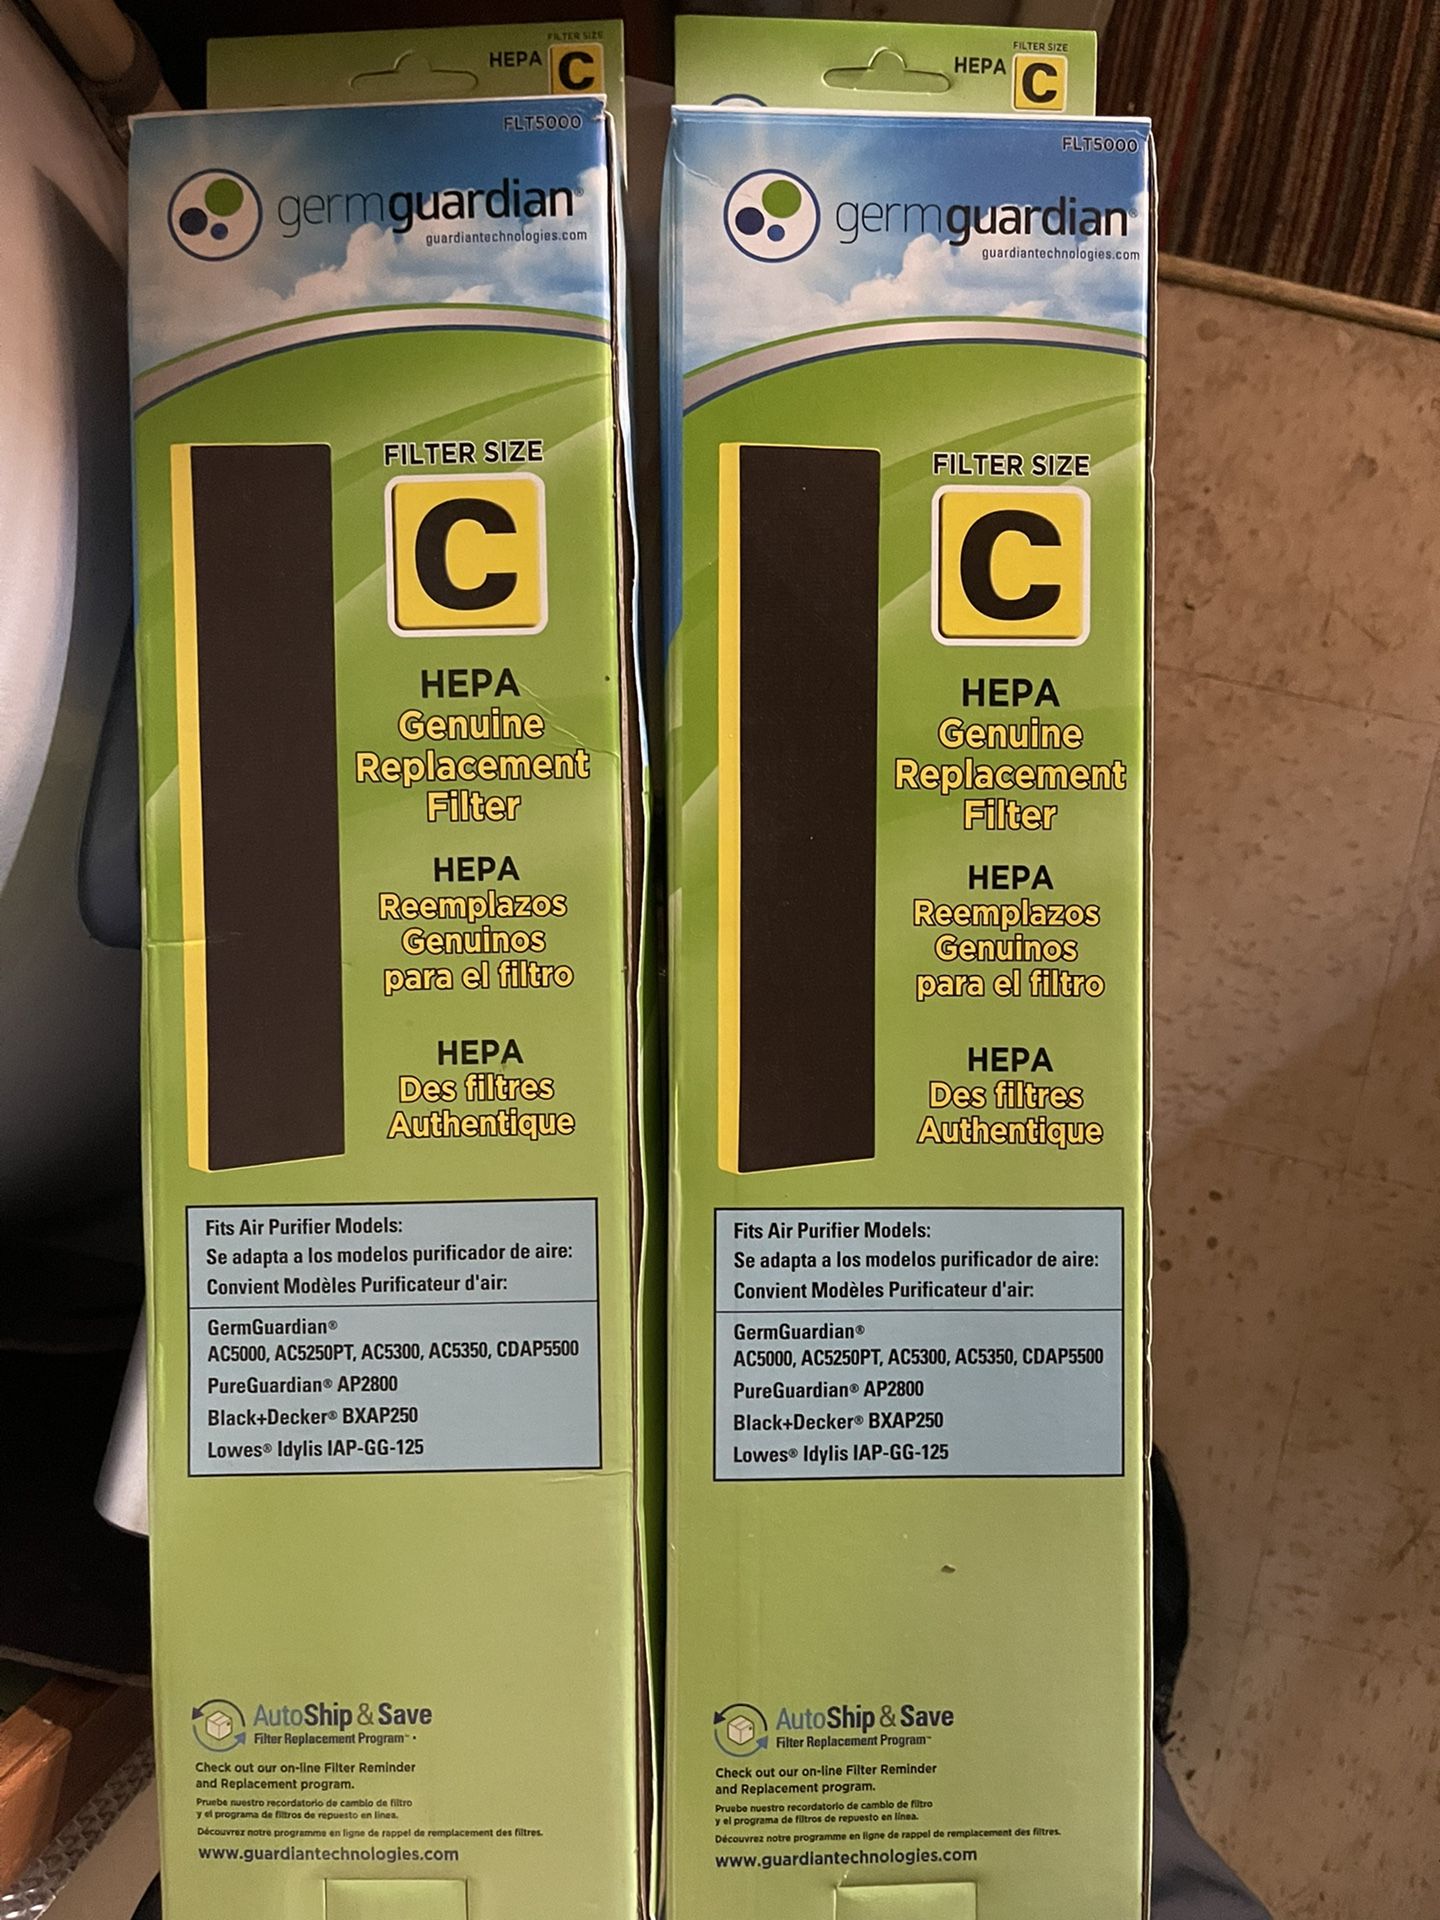 FILTER SIZE
HEPA C
FLT5000
germguardian®
guardiantechnologies.com
FILTER SIZE
C
HEPA
Genuine
Replacement
Filter
HEPA
Reemplazos
Genuinos
para el filtro
HEPA
Des filtres
Authentique
Fits Air Purifier Models:
Se adapta a los modelos purificador de aire:
Convient Modèles Purificateur d'air:
GermGuardian®
AC5000, AC5250PT, AC5300, AC5350, CDAP5500
PureGuardian® AP2800
Black+Decker® BXAP250
Lowes® Idylis IAP-GG-125
AutoShip & Save
Filter Replacement Program™
Check out our on-line Filter Reminder
and Replacement program.
Pruebe nuestro recordatorio de cambio de filtro
y el programa de filtros de repuesto en línea.
Découvrez notre programme en ligne de rappel de remplacement des filtres.
www.guardiantechnologies.com
FILTER SIZE
HEPA C
FLT5000
germguardian®
guardiantechnologies.com
FILTER SIZE
C
HEPA
Genuine
Replacement
Filter
HEPA
Reemplazos
Genuinos
para el filtro
HEPA
Des filtres
Authentique
Fits Air Purifier Models:
Se adapta a los modelos purificador de aire:
Convient Modèles Purificateur d'air:
GermGuardian®
AC5000, AC5250PT, AC5300, AC5350, CDAP5500
PureGuardian® AP2800
Black+Decker® BXAP250
Lowes® Idylis IAP-GG-125
AutoShip & Save
Filter Replacement Program™
Check out our on-line Filter Reminder
and Replacement program.
Pruebe nuestro recordatorio de cambio de filtro
y el programa de filtros de repuesto en línea.
Découvrez notre programme en ligne de rappel de remplacement des filtres.
www.guardiantechnologies.com